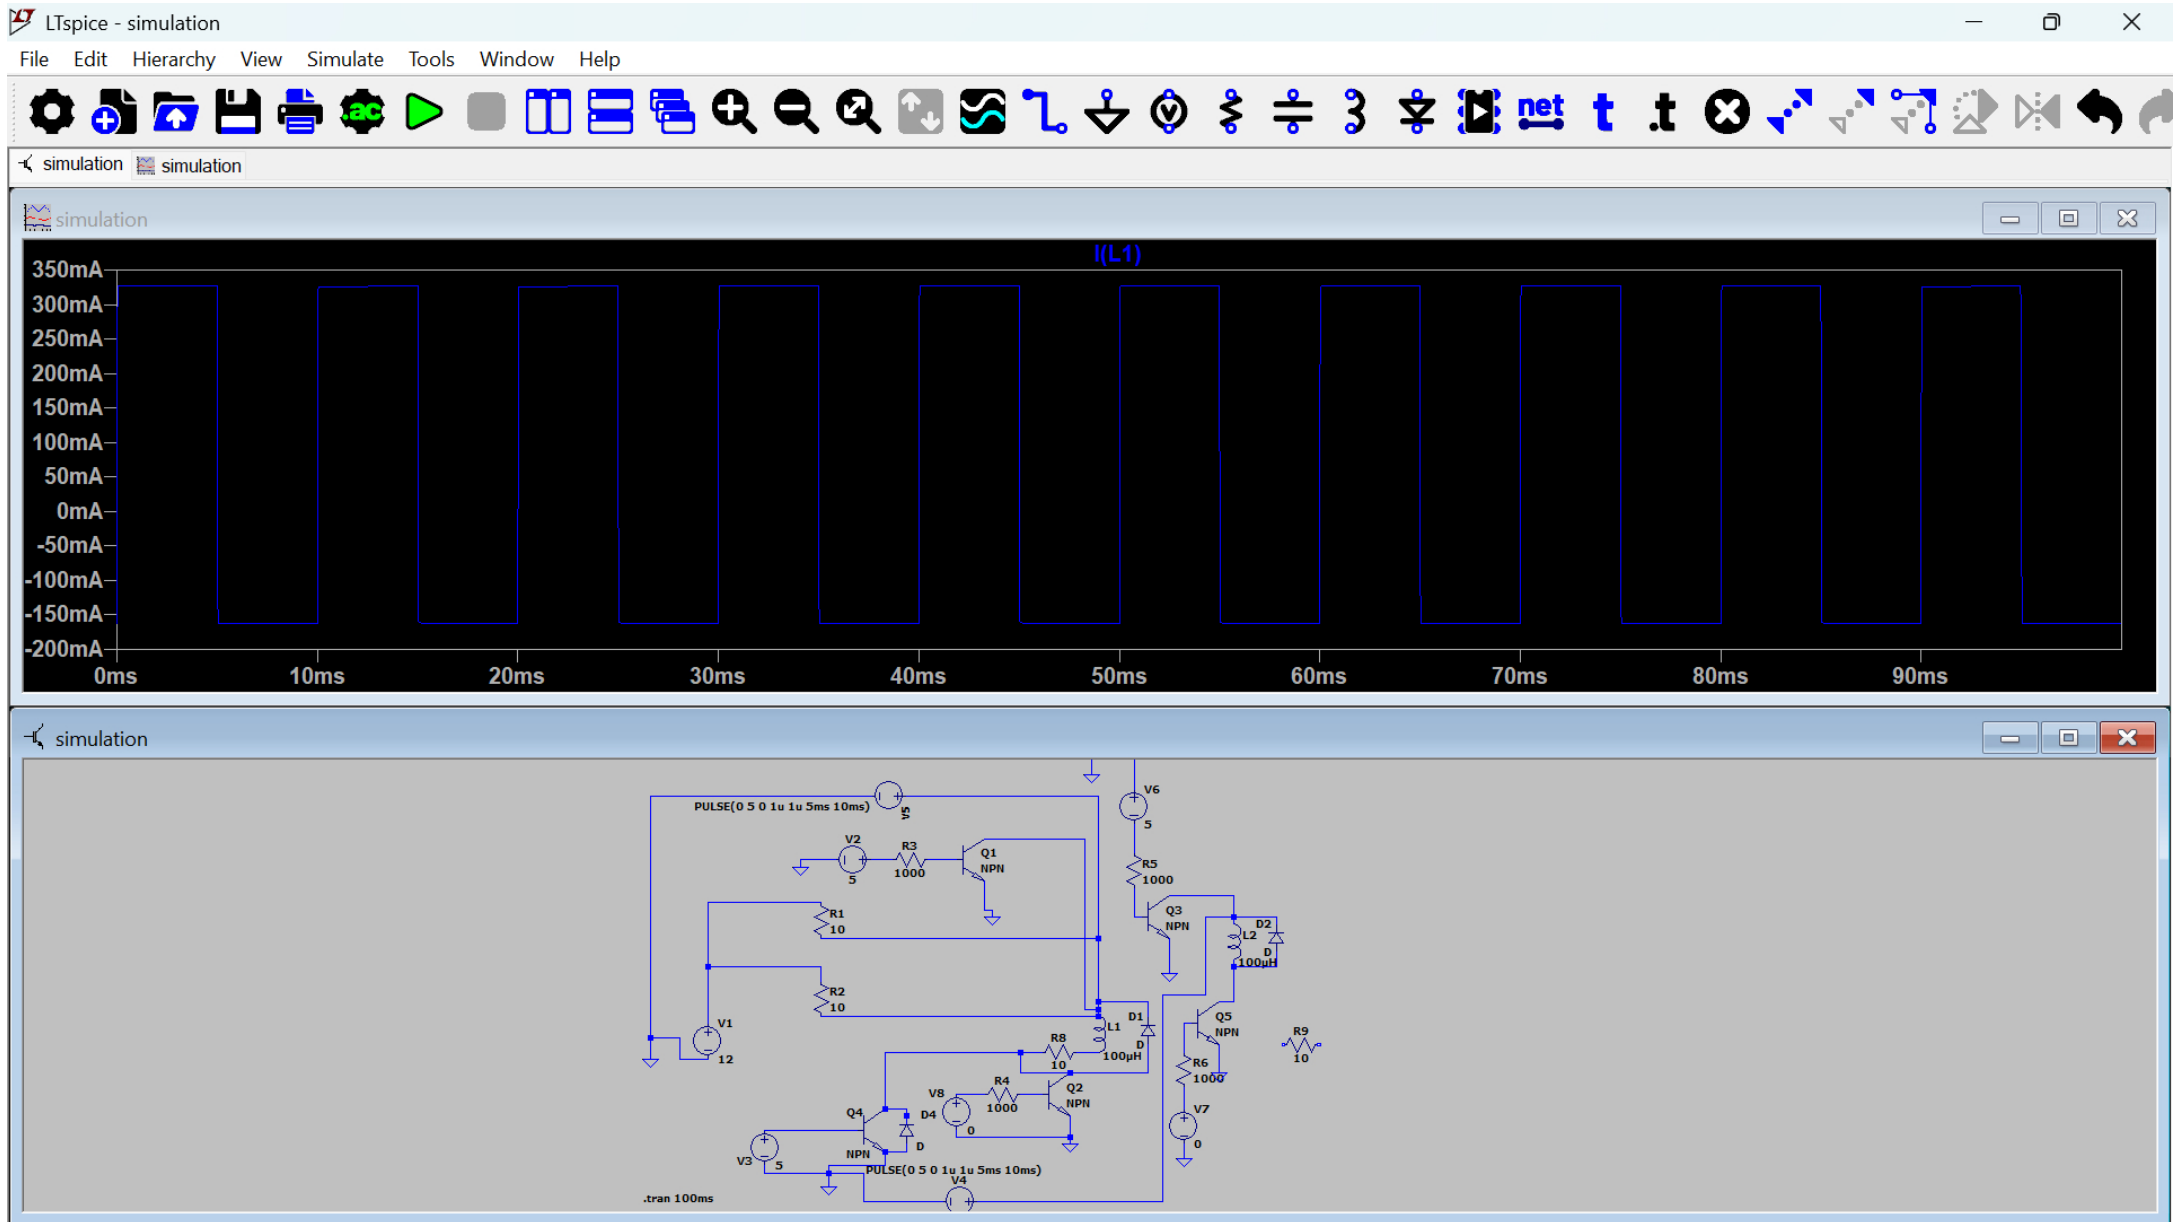 LTspice - simulation
File Edit Hierarchy View Simulate Tools Window Help
.ac net t .t
simulation simulation
simulation
I(L1)
350mA
300mA
250mA
200mA
150mA
100mA
50mA
0mA
-50mA
-100mA
-150mA
-200mA
0ms 10ms 20ms 30ms 40ms 50ms 60ms 70ms 80ms 90ms
simulation
PULSE(0 5 0 1u 1u 5ms 10ms)
V6
5
V2
5
R3
1000
Q1
NPN
R5
1000
R1
10
Q3
NPN
D2
D
L2
100µH
R2
10
V1
12
L1
100µH
D1
D
R8
10
Q5
NPN
R9
10
R6
1000
V8
0
R4
1000
Q2
NPN
Q4
NPN
D4
D
V7
0
V3
5
PULSE(0 5 0 1u 1u 5ms 10ms)
V4
.tran 100ms